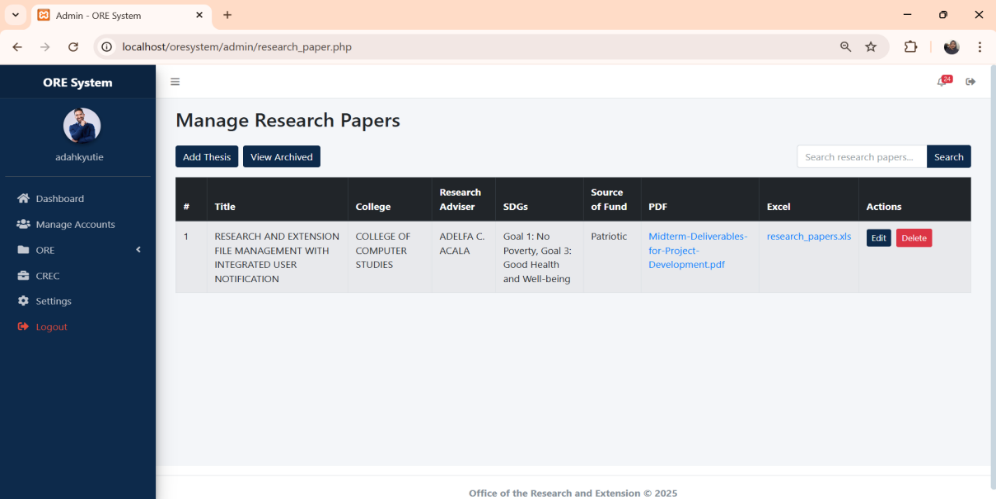 Admin - ORE System
localhost/oresystem/admin/research_paper.php
ORE System
24
adahkyutie
Dashboard
Manage Accounts
ORE
CREC
Settings
Logout
Manage Research Papers
Add Thesis
View Archived
Search research papers...
Search
# Title College Research Adviser SDGs Source of Fund PDF Excel Actions
1
RESEARCH AND EXTENSION
FILE MANAGEMENT WITH
INTEGRATED USER
NOTIFICATION
COLLEGE OF
COMPUTER
STUDIES
ADELFA C.
ACALA
Goal 1: No
Poverty, Goal 3:
Good Health
and Well-being
Patriotic
Midterm-Deliverables-
for-Project-
Development.pdf
research_papers.xls
Edit
Delete
Office of the Research and Extension © 2025